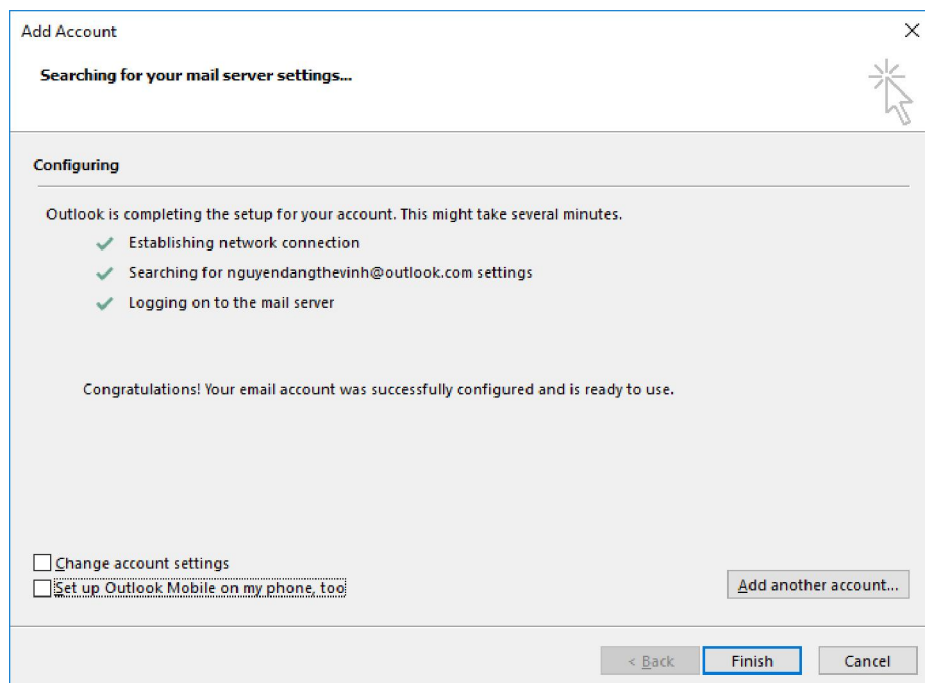 Add Account
Searching for your mail server settings...
Configuring
Outlook is completing the setup for your account. This might take several minutes.
Establishing network connection
Searching for nguyendangthevinh@outlook.com settings
Logging on to the mail server
Congratulations! Your email account was successfully configured and is ready to use.
Change account settings
Set up Outlook Mobile on my phone, too
Add another account...
< Back
Finish
Cancel